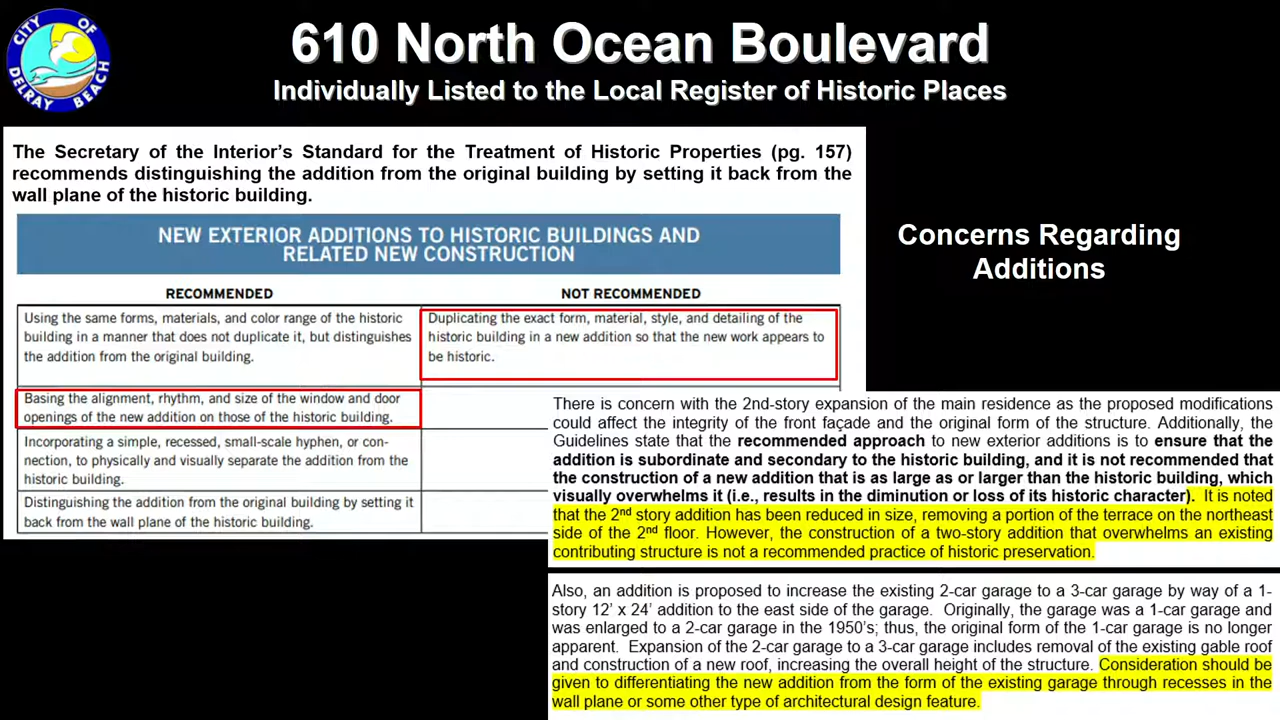 CITY OF
DELRAY BEACH
610 North Ocean Boulevard
Individually Listed to the Local Register of Historic Places
The Secretary of the Interior's Standard for the Treatment of Historic Properties (pg. 157)
recommends distinguishing the addition from the original building by setting it back from the
wall plane of the historic building.
NEW EXTERIOR ADDITIONS TO HISTORIC BUILDINGS AND
RELATED NEW CONSTRUCTION
RECOMMENDED
NOT RECOMMENDED
Using the same forms, materials, and color range of the historic
building in a manner that does not duplicate it, but distinguishes
the addition from the original building.
Duplicating the exact form, material, style, and detailing of the
historic building in a new addition so that the new work appears to
be historic.
Basing the alignment, rhythm, and size of the window and door
openings of the new addition on those of the historic building.
Incorporating a simple, recessed, small-scale hyphen, or con-
nection, to physically and visually separate the addition from the
historic building.
Distinguishing the addition from the original building by setting it
back from the wall plane of the historic building.
Concerns Regarding
Additions
There is concern with the 2nd-story expansion of the main residence as the proposed modifications
could affect the integrity of the front façade and the original form of the structure. Additionally, the
Guidelines state that the recommended approach to new exterior additions is to ensure that the
addition is subordinate and secondary to the historic building, and it is not recommended that
the construction of a new addition that is as large as or larger than the historic building, which
visually overwhelms it (i.e., results in the diminution or loss of its historic character). It is noted
that the 2nd story addition has been reduced in size, removing a portion of the terrace on the northeast
side of the 2nd floor. However, the construction of a two-story addition that overwhelms an existing
contributing structure is not a recommended practice of historic preservation.
Also, an addition is proposed to increase the existing 2-car garage to a 3-car garage by way of a 1-
story 12' x 24' addition to the east side of the garage. Originally, the garage was a 1-car garage and
was enlarged to a 2-car garage in the 1950's; thus, the original form of the 1-car garage is no longer
apparent. Expansion of the 2-car garage to a 3-car garage includes removal of the existing gable roof
and construction of a new roof, increasing the overall height of the structure. Consideration should be
given to differentiating the new addition from the form of the existing garage through recesses in the
wall plane or some other type of architectural design feature.